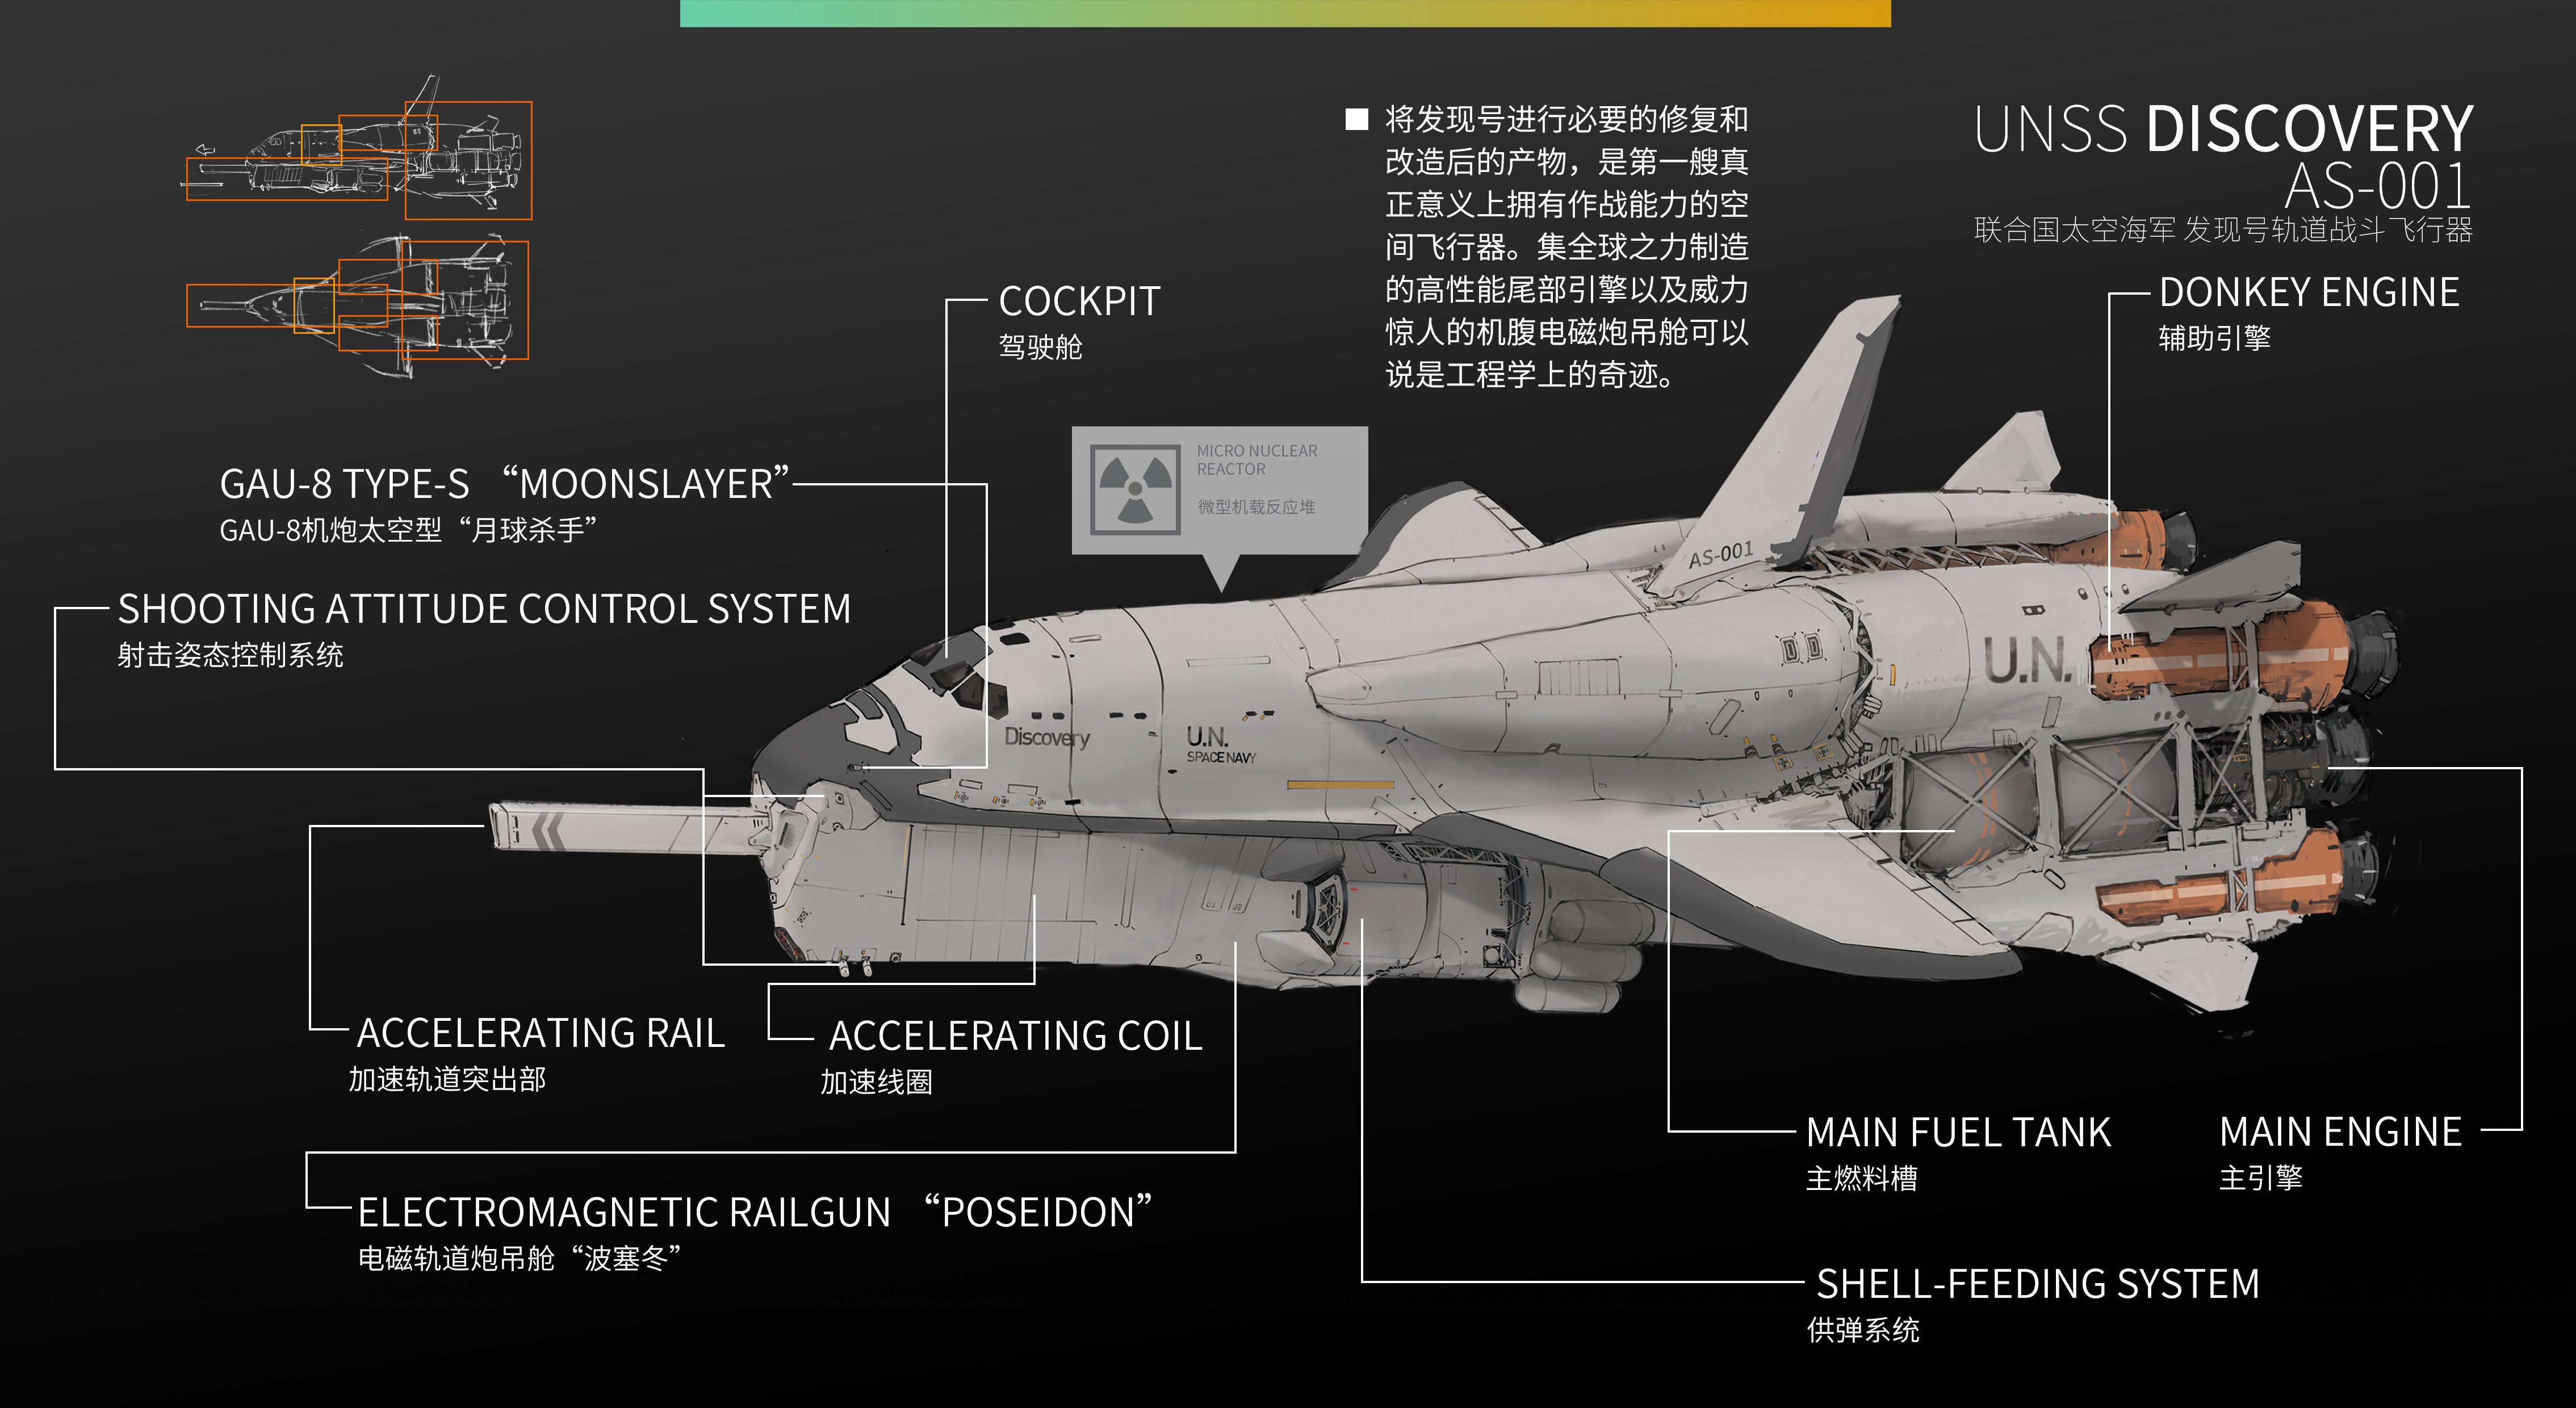 UNSS DISCOVERY
AS-001
联合国太空海军 发现号轨道战斗飞行器
将发现号进行必要的修复和
改造后的产物，是第一艘真
正意义上拥有作战能力的空
间飞行器。集全球之力制造
的高性能尾部引擎以及威力
惊人的机腹电磁炮吊舱可以
说是工程学上的奇迹。
DONKEY ENGINE
辅助引擎
COCKPIT
驾驶舱
MICRO NUCLEAR
REACTOR
微型机载反应堆
GAU-8 TYPE-S “MOONSLAYER”
GAU-8机炮太空型“月球杀手”
SHOOTING ATTITUDE CONTROL SYSTEM
射击姿态控制系统
AS-001
U.N.
Discovery
U.N.
SPACE NAVY
ACCELERATING RAIL
加速轨道突出部
ACCELERATING COIL
加速线圈
MAIN FUEL TANK
主燃料槽
MAIN ENGINE
主引擎
ELECTROMAGNETIC RAILGUN “POSEIDON”
电磁轨道炮吊舱“波塞冬”
SHELL-FEEDING SYSTEM
供弹系统